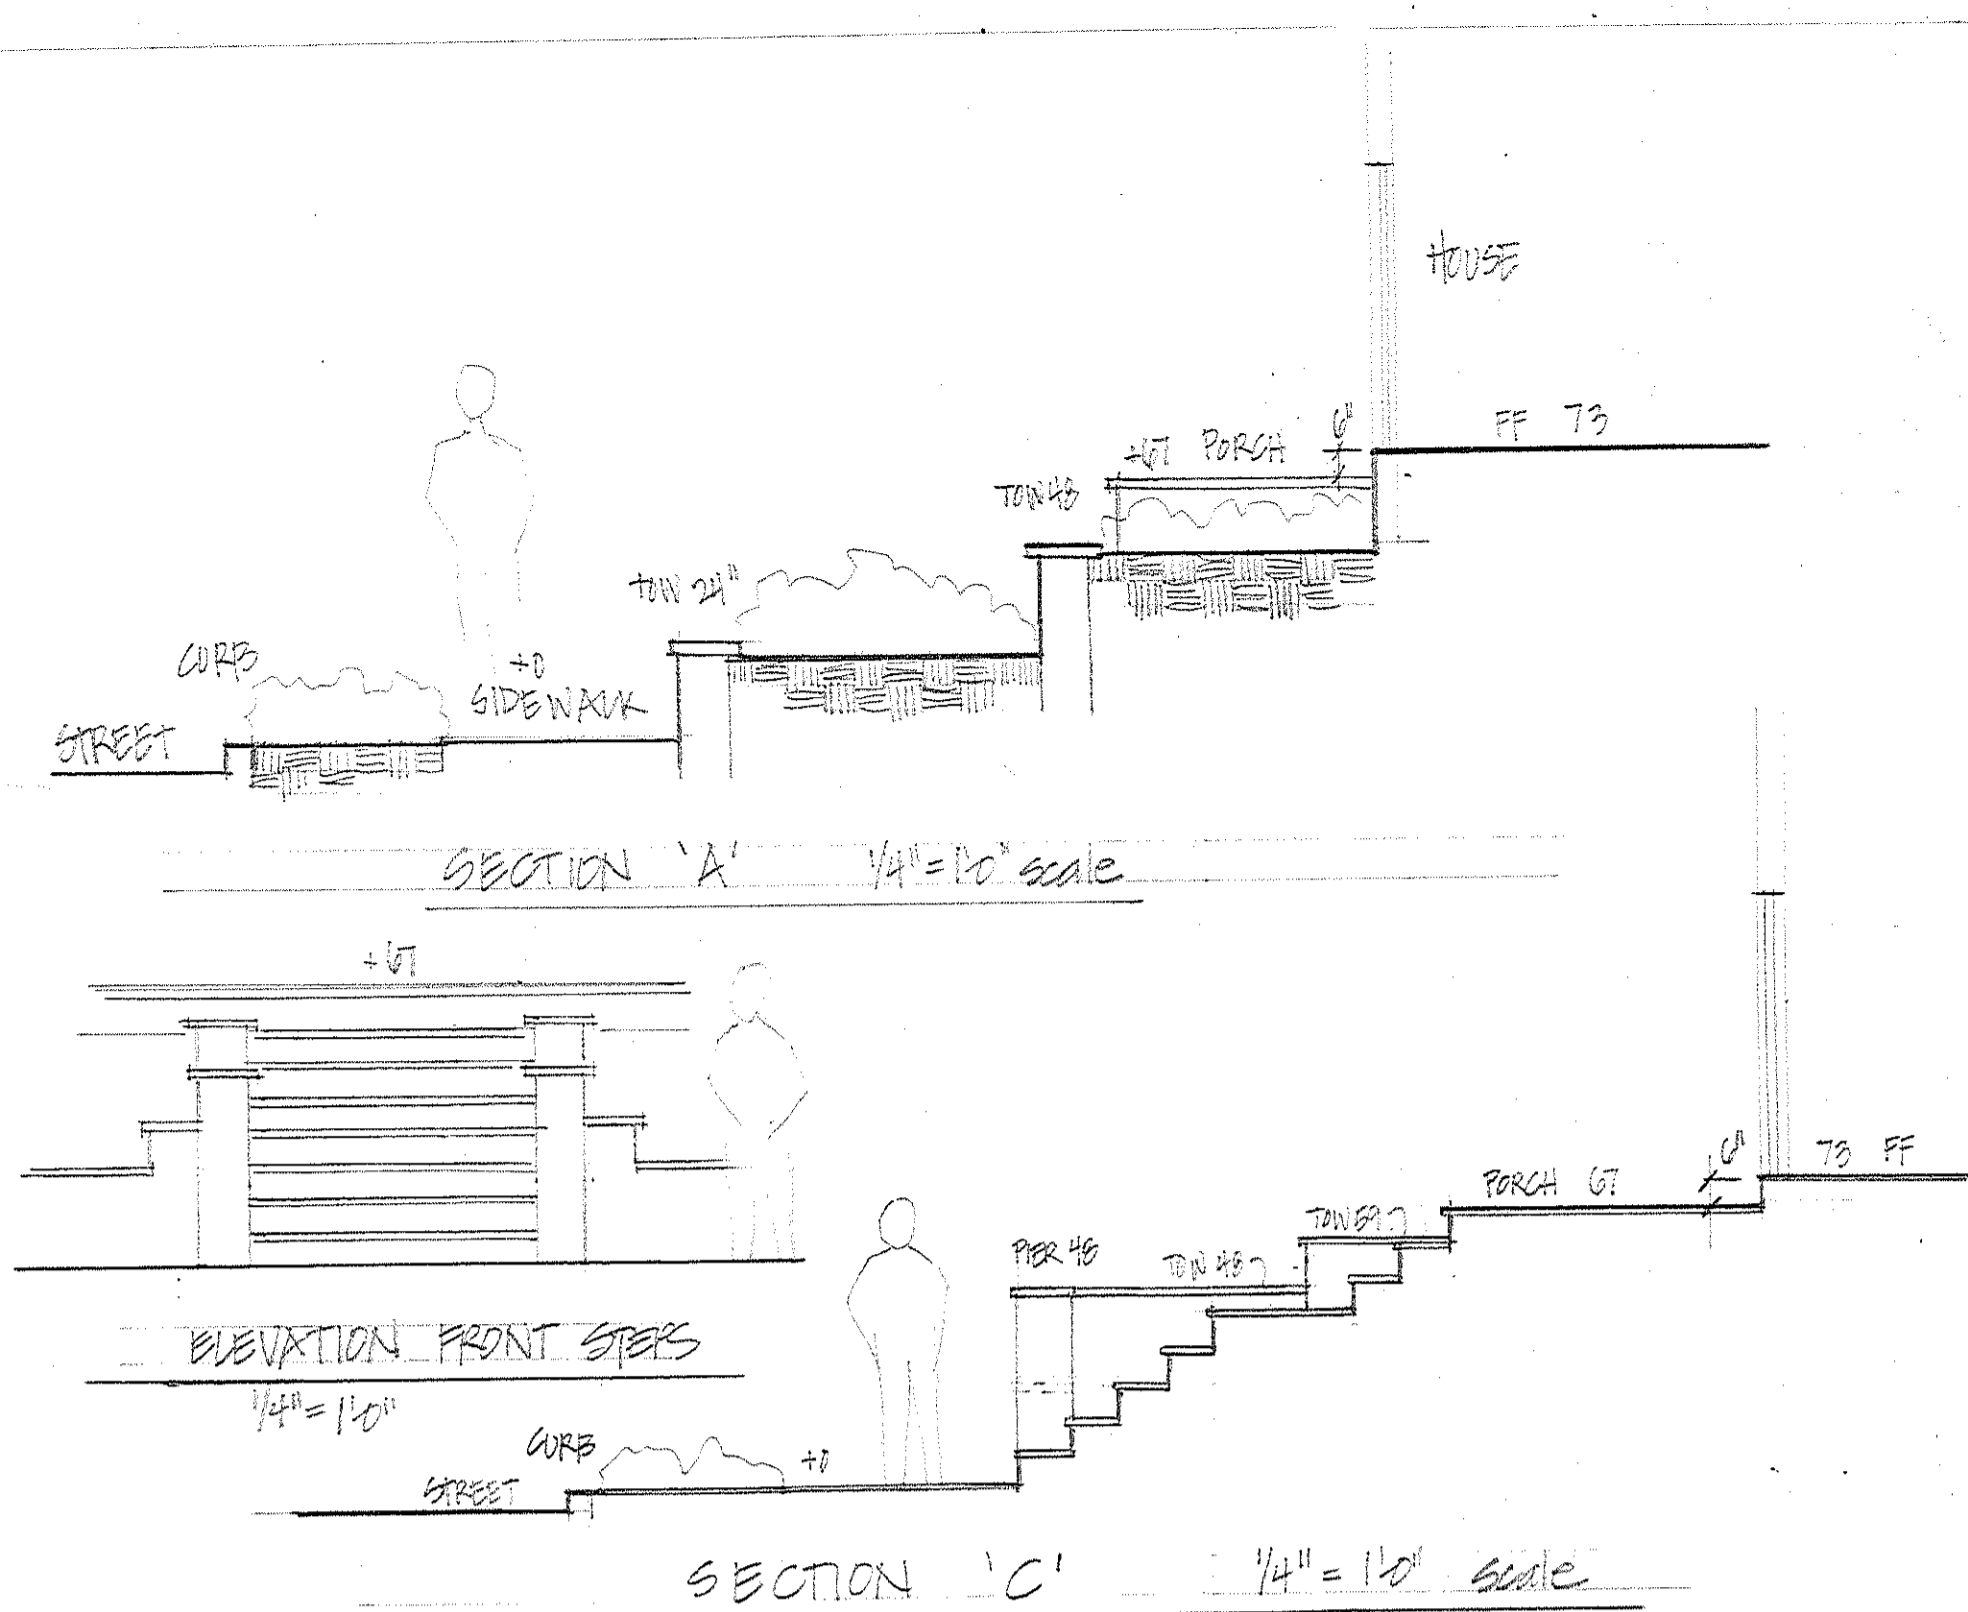 HOUSE
FF 73
6"
+67 PORCH
TOW 48
TOW 24"
CURB
+0
SIDEWALK
STREET
SECTION 'A' 1/4"=1'-0" scale
+67
ELEVATION FRONT STEPS
1/4"=1'-0"
6"
73 FF
PORCH 67
TOW 59
PIER 48
TOW 48
CURB
+0
STREET
SECTION 'C' 1/4"=1'-0" scale